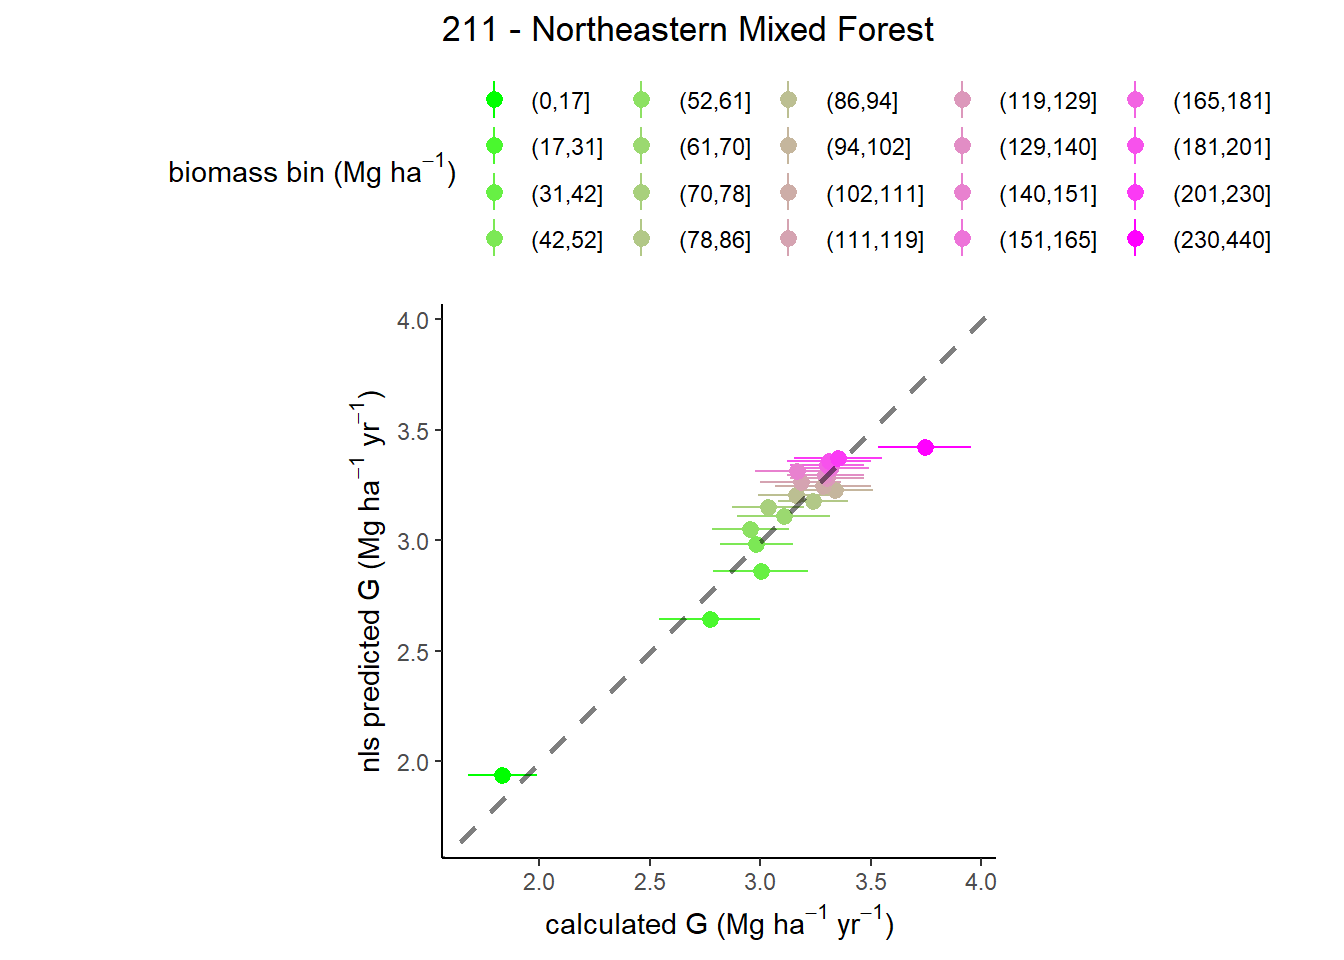 211 - Northeastern Mixed Forest
(0,17] (52,61] (86,94] (119,129] (165,181]
(17,31] (61,70] (94,102] (129,140] (181,201]
biomass bin (Mg ha⁻¹)
(31,42] (70,78] (102,111] (140,151] (201,230]
(42,52] (78,86] (111,119] (151,165] (230,440]
4.0
3.5
3.0
2.5
2.0
nls predicted G (Mg ha⁻¹ yr⁻¹)
2.0 2.5 3.0 3.5 4.0
calculated G (Mg ha⁻¹ yr⁻¹)